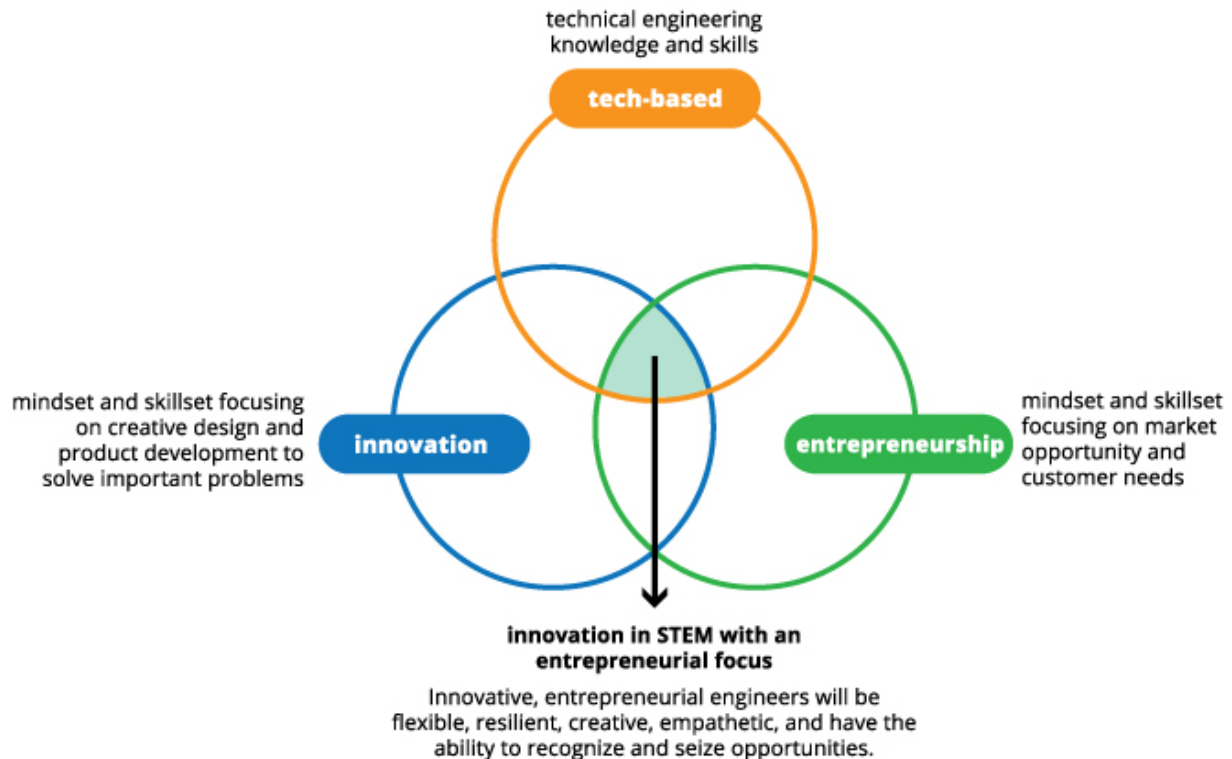 technical engineering
knowledge and skills
tech-based
mindset and skillset focusing
on creative design and
product development to
solve important problems
innovation
entrepreneurship
mindset and skillset
focusing on market
opportunity and
customer needs
innovation in STEM with an
entrepreneurial focus
Innovative, entrepreneurial engineers will be
flexible, resilient, creative, empathetic, and have the
ability to recognize and seize opportunities.